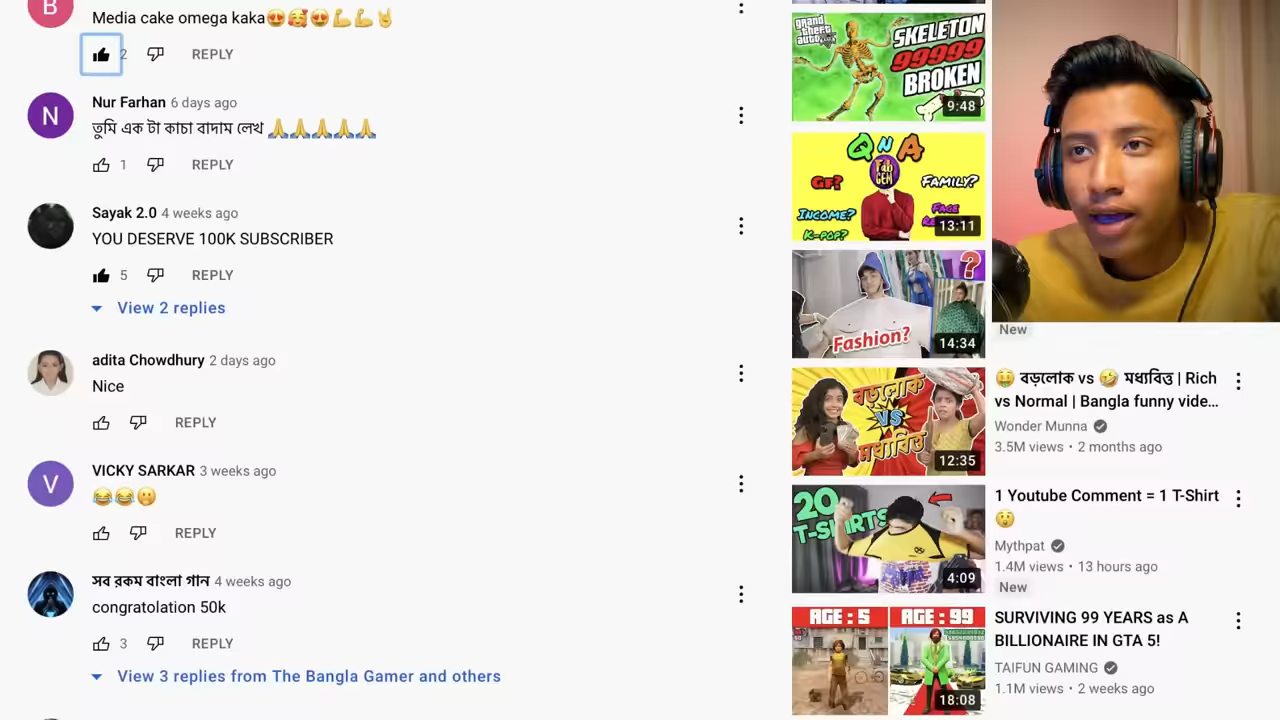 B
Media cake omega kaka😍🥰😍💪💪🤘
2
REPLY
N
Nur Farhan 6 days ago
তুমি এক টা কাচা বাদাম লেখ 🙏🙏🙏🙏🙏
1
REPLY
Sayak 2.0 4 weeks ago
YOU DESERVE 100K SUBSCRIBER
5
REPLY
View 2 replies
adita Chowdhury 2 days ago
Nice
REPLY
V
VICKY SARKAR 3 weeks ago
😂😂🤭
REPLY
সব রকম বাংলা গান 4 weeks ago
congratolation 50k
3
REPLY
View 3 replies from The Bangla Gamer and others
grand
theft
auto
SKELETON
99999
BROKEN
9:48
Q N A
Fab
GEM
GF?
FAMILY?
INCOME?
FACE
K-POP?
13:11
?
Fashion?
14:34
New
বড়লোক
VS
মধ্যবিত্ত
12:35
🤑 বড়লোক vs 🤣 মধ্যবিত্ত | Rich
vs Normal | Bangla funny vide...
Wonder Munna
3.5M views • 2 months ago
20
T-SHIRTS
4:09
1 Youtube Comment = 1 T-Shirt
😲
Mythpat
1.4M views • 13 hours ago
New
AGE : 5
AGE : 99
18:08
SURVIVING 99 YEARS as A
BILLIONAIRE IN GTA 5!
TAIFUN GAMING
1.1M views • 2 weeks ago